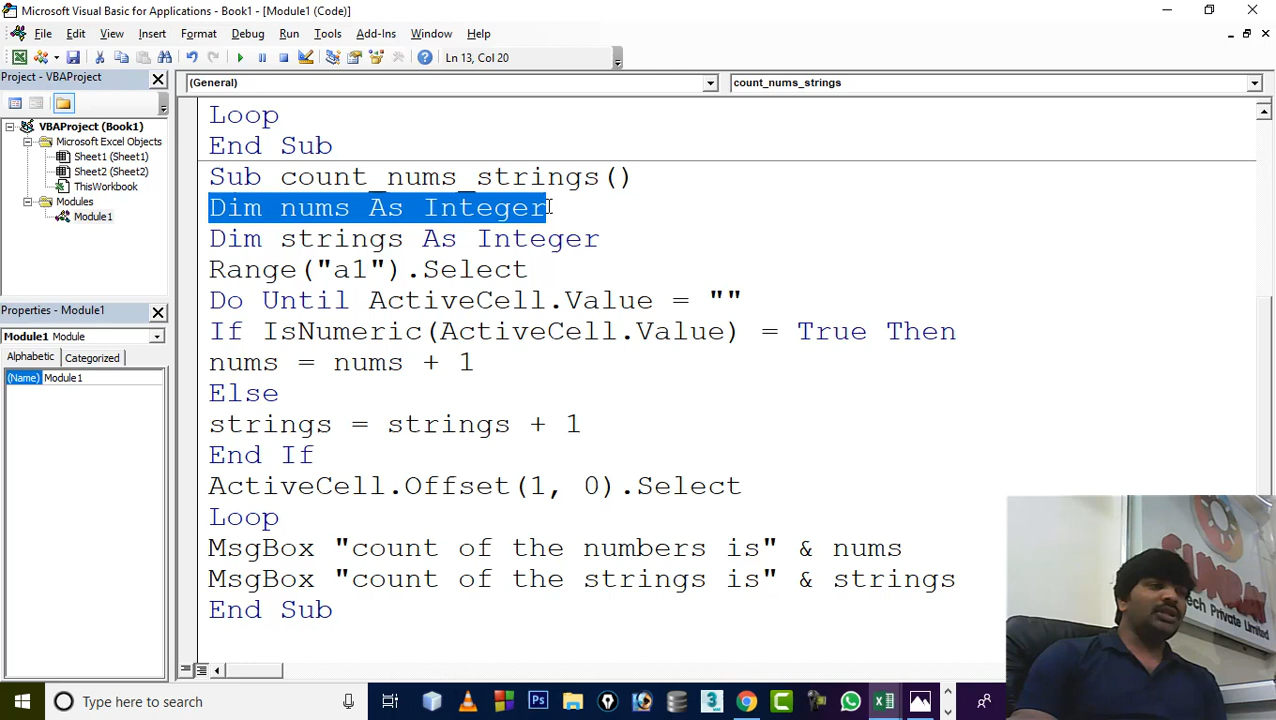 Microsoft Visual Basic for Applications - Book1 - [Module1 (Code)]
File Edit View Insert Format Debug Run Tools Add-Ins Window Help
Ln 13, Col 20
Project - VBAProject
(General)
count_nums_strings
VBAProject (Book1)
Microsoft Excel Objects
Sheet1 (Sheet1)
Sheet2 (Sheet2)
ThisWorkbook
Modules
Module1
Properties - Module1
Module1 Module
Alphabetic Categorized
(Name) Module1
Loop
End Sub
Sub count_nums_strings()
Dim nums As Integer
Dim strings As Integer
Range("a1").Select
Do Until ActiveCell.Value = ""
If IsNumeric(ActiveCell.Value) = True Then
nums = nums + 1
Else
strings = strings + 1
End If
ActiveCell.Offset(1, 0).Select
Loop
MsgBox "count of the numbers is" & nums
MsgBox "count of the strings is" & strings
End Sub
Tech Private Limited
Type here to search